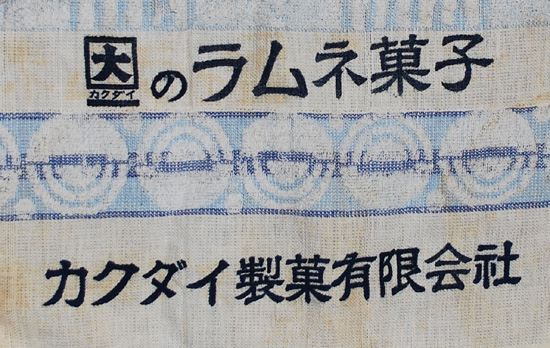 大 カクダイ のラムネ菓子
カクダイ製菓有限会社